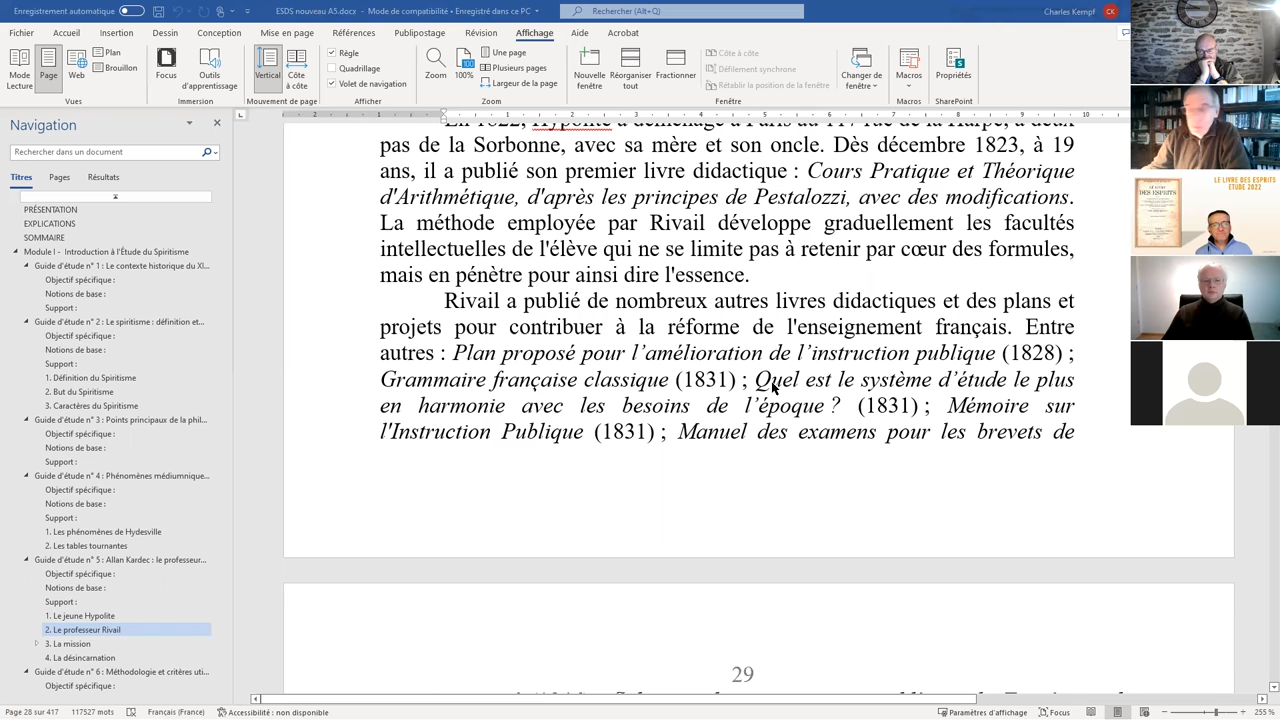 Enregistrement automatique
ESDS nouveau A5.docx • Mode de compatibilité • Enregistré dans Ce PC
Rechercher (Alt+Q)
Charles Kempf
CK
Fichier Accueil Insertion Dessin Conception Mise en page Références Publipostage Révision Affichage Aide Acrobat
Mode Lecture
Page
Web
Plan
Brouillon
Vues
Focus
Outils d'apprentissage
Immersion
Vertical
Côte à côte
Mouvement de page
Règle
Quadrillage
Volet de navigation
Afficher
Zoom
100%
Une page
Plusieurs pages
Largeur de la page
Zoom
Nouvelle fenêtre
Réorganiser tout
Fractionner
Côte à côte
Défilement synchrone
Rétablir la position de la fenêtre
Fenêtre
Changer de fenêtre
Macros
Macros
Propriétés
SharePoint
Navigation
Rechercher dans un document
Titres Pages Résultats
PRÉSENTATION
EXPLICATIONS
SOMMAIRE
Module I - Introduction à l'Étude du Spiritisme
Guide d'étude n° 1 : Le contexte historique du XI...
Objectif spécifique :
Notions de base :
Support :
Guide d'étude n° 2 : Le spiritisme : définition et...
Objectif spécifique :
Notions de base :
Support :
1. Définition du Spiritisme
2. But du Spiritisme
3. Caractères du Spiritisme
Guide d'étude n° 3 : Points principaux de la phil...
Objectif spécifique :
Notions de base :
Support :
Guide d'étude n° 4 : Phénomènes médiumnique...
Objectif spécifique :
Notions de base :
Support :
1. Les phénomènes de Hydesville
2. Les tables tournantes
Guide d'étude n° 5 : Allan Kardec : le professeur...
Objectif spécifique :
Notions de base :
Support :
1. Le jeune Hypolite
2. Le professeur Rivail
3. La mission
4. La désincarnation
Guide d'étude n° 6 : Méthodologie et critères uti...
Objectif spécifique :
pas de la Sorbonne, avec sa mère et son oncle. Dès décembre 1823, à 19
ans, il a publié son premier livre didactique : Cours Pratique et Théorique
d'Arithmétique, d'après les principes de Pestalozzi, avec des modifications.
La méthode employée par Rivail développe graduellement les facultés
intellectuelles de l'élève qui ne se limite pas à retenir par cœur des formules,
mais en pénètre pour ainsi dire l'essence.
Rivail a publié de nombreux autres livres didactiques et des plans et
projets pour contribuer à la réforme de l'enseignement français. Entre
autres : Plan proposé pour l’amélioration de l’instruction publique (1828) ;
Grammaire française classique (1831) ; Quel est le système d’étude le plus
en harmonie avec les besoins de l’époque ? (1831) ; Mémoire sur
l'Instruction Publique (1831) ; Manuel des examens pour les brevets de
29
LE LIVRE DES ESPRITS
ETUDE 2022
Page 28 sur 417 117527 mots Français (France) Accessibilité : non disponible
Paramètres d'affichage Focus 255 %